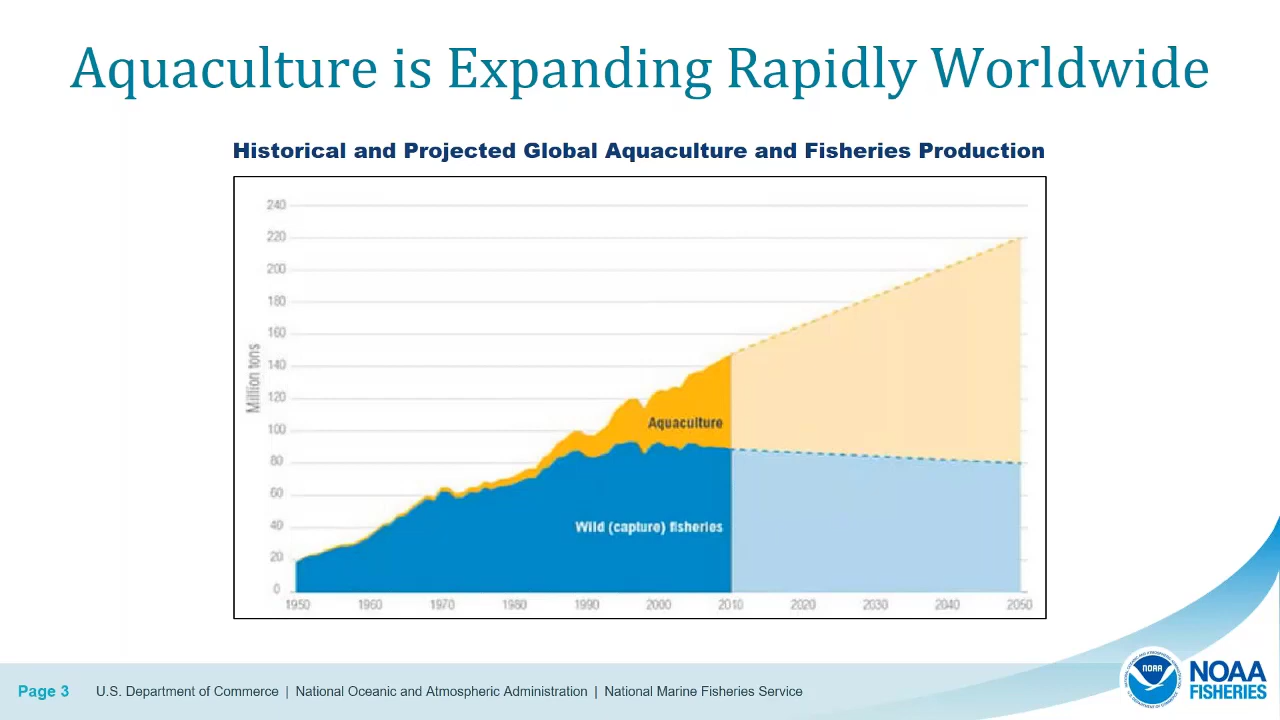 Aquaculture is Expanding Rapidly Worldwide
Historical and Projected Global Aquaculture and Fisheries Production
240
220
200
180
160
140
120
100
80
60
40
20
0
Million tons
Aquaculture
Wild (capture) fisheries
1950 1960 1970 1980 1990 2000 2010 2020 2030 2040 2050
Page 3 U.S. Department of Commerce | National Oceanic and Atmospheric Administration | National Marine Fisheries Service
NOAA
NOAA
FISHERIES